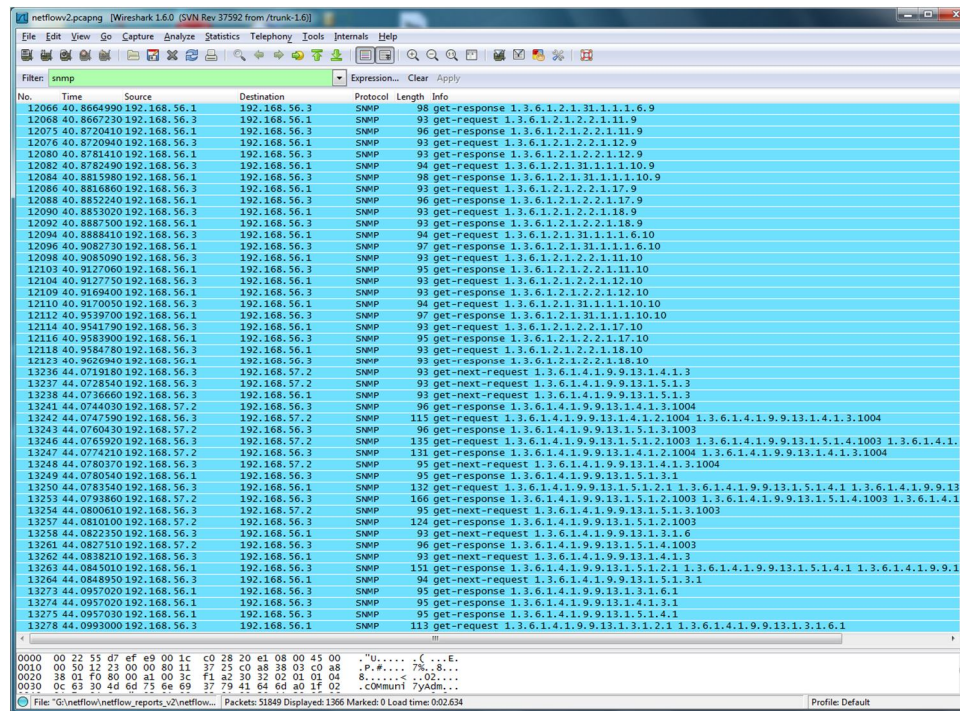 netflowv2.pcapng [Wireshark 1.6.0 (SVN Rev 37592 from /trunk-1.6)]
File Edit View Go Capture Analyze Statistics Telephony Tools Internals Help
Filter: snmp Expression... Clear Apply
No. Time Source Destination Protocol Length Info
12066 40.8664990 192.168.56.1 192.168.56.3 SNMP 98 get-response 1.3.6.1.2.1.31.1.1.1.6.9
12068 40.8667230 192.168.56.3 192.168.56.1 SNMP 93 get-request 1.3.6.1.2.1.2.2.1.11.9
12075 40.8720410 192.168.56.1 192.168.56.3 SNMP 96 get-response 1.3.6.1.2.1.2.2.1.11.9
12076 40.8720940 192.168.56.3 192.168.56.1 SNMP 93 get-request 1.3.6.1.2.1.2.2.1.12.9
12080 40.8781410 192.168.56.1 192.168.56.3 SNMP 93 get-response 1.3.6.1.2.1.2.2.1.12.9
12082 40.8782490 192.168.56.3 192.168.56.1 SNMP 94 get-request 1.3.6.1.2.1.31.1.1.1.10.9
12084 40.8815980 192.168.56.1 192.168.56.3 SNMP 98 get-response 1.3.6.1.2.1.31.1.1.1.10.9
12086 40.8816860 192.168.56.3 192.168.56.1 SNMP 93 get-request 1.3.6.1.2.1.2.2.1.17.9
12088 40.8852240 192.168.56.1 192.168.56.3 SNMP 96 get-response 1.3.6.1.2.1.2.2.1.17.9
12090 40.8853020 192.168.56.3 192.168.56.1 SNMP 93 get-request 1.3.6.1.2.1.2.2.1.18.9
12092 40.8887500 192.168.56.1 192.168.56.3 SNMP 93 get-response 1.3.6.1.2.1.2.2.1.18.9
12094 40.8888410 192.168.56.3 192.168.56.1 SNMP 94 get-request 1.3.6.1.2.1.31.1.1.1.6.10
12096 40.9082730 192.168.56.1 192.168.56.3 SNMP 97 get-response 1.3.6.1.2.1.31.1.1.1.6.10
12098 40.9085090 192.168.56.3 192.168.56.1 SNMP 93 get-request 1.3.6.1.2.1.2.2.1.11.10
12103 40.9127060 192.168.56.1 192.168.56.3 SNMP 95 get-response 1.3.6.1.2.1.2.2.1.11.10
12104 40.9127750 192.168.56.3 192.168.56.1 SNMP 93 get-request 1.3.6.1.2.1.2.2.1.12.10
12109 40.9169400 192.168.56.1 192.168.56.3 SNMP 93 get-response 1.3.6.1.2.1.2.2.1.12.10
12110 40.9170050 192.168.56.3 192.168.56.1 SNMP 94 get-request 1.3.6.1.2.1.31.1.1.1.10.10
12112 40.9539700 192.168.56.1 192.168.56.3 SNMP 97 get-response 1.3.6.1.2.1.31.1.1.1.10.10
12114 40.9541790 192.168.56.3 192.168.56.1 SNMP 93 get-request 1.3.6.1.2.1.2.2.1.17.10
12116 40.9583900 192.168.56.1 192.168.56.3 SNMP 95 get-response 1.3.6.1.2.1.2.2.1.17.10
12118 40.9584780 192.168.56.3 192.168.56.1 SNMP 93 get-request 1.3.6.1.2.1.2.2.1.18.10
12123 40.9626940 192.168.56.1 192.168.56.3 SNMP 93 get-response 1.3.6.1.2.1.2.2.1.18.10
13236 44.0719180 192.168.56.3 192.168.57.2 SNMP 93 get-next-request 1.3.6.1.4.1.9.9.13.1.4.1.3
13237 44.0728540 192.168.56.3 192.168.57.2 SNMP 93 get-next-request 1.3.6.1.4.1.9.9.13.1.5.1.3
13238 44.0736660 192.168.56.3 192.168.56.1 SNMP 93 get-next-request 1.3.6.1.4.1.9.9.13.1.5.1.3
13241 44.0744030 192.168.57.2 192.168.56.3 SNMP 96 get-response 1.3.6.1.4.1.9.9.13.1.4.1.3.1004
13242 44.0747590 192.168.56.3 192.168.57.2 SNMP 115 get-request 1.3.6.1.4.1.9.9.13.1.4.1.2.1004 1.3.6.1.4.1.9.9.13.1.4.1.3.1004
13243 44.0760430 192.168.57.2 192.168.56.3 SNMP 96 get-response 1.3.6.1.4.1.9.9.13.1.5.1.3.1003
13246 44.0765920 192.168.56.3 192.168.57.2 SNMP 135 get-request 1.3.6.1.4.1.9.9.13.1.5.1.2.1003 1.3.6.1.4.1.9.9.13.1.5.1.4.1003 1.3.6.1.4.1.
13247 44.0774210 192.168.57.2 192.168.56.3 SNMP 131 get-response 1.3.6.1.4.1.9.9.13.1.4.1.2.1004 1.3.6.1.4.1.9.9.13.1.4.1.3.1004
13248 44.0780370 192.168.56.3 192.168.57.2 SNMP 95 get-next-request 1.3.6.1.4.1.9.9.13.1.4.1.3.1004
13249 44.0780540 192.168.56.1 192.168.56.3 SNMP 95 get-response 1.3.6.1.4.1.9.9.13.1.5.1.3.1
13250 44.0783540 192.168.56.3 192.168.56.1 SNMP 132 get-request 1.3.6.1.4.1.9.9.13.1.5.1.2.1 1.3.6.1.4.1.9.9.13.1.5.1.4.1 1.3.6.1.4.1.9.9.13
13253 44.0793860 192.168.57.2 192.168.56.3 SNMP 166 get-response 1.3.6.1.4.1.9.9.13.1.5.1.2.1003 1.3.6.1.4.1.9.9.13.1.5.1.4.1003 1.3.6.1.4.1
13254 44.0800610 192.168.56.3 192.168.57.2 SNMP 95 get-next-request 1.3.6.1.4.1.9.9.13.1.5.1.3.1003
13257 44.0810100 192.168.57.2 192.168.56.3 SNMP 124 get-response 1.3.6.1.4.1.9.9.13.1.5.1.2.1003
13258 44.0822350 192.168.56.3 192.168.56.1 SNMP 93 get-next-request 1.3.6.1.4.1.9.9.13.1.3.1.6
13261 44.0827510 192.168.57.2 192.168.56.3 SNMP 96 get-response 1.3.6.1.4.1.9.9.13.1.5.1.4.1003
13262 44.0838210 192.168.56.3 192.168.56.1 SNMP 93 get-next-request 1.3.6.1.4.1.9.9.13.1.4.1.3
13263 44.0845010 192.168.56.1 192.168.56.3 SNMP 151 get-response 1.3.6.1.4.1.9.9.13.1.5.1.2.1 1.3.6.1.4.1.9.9.13.1.5.1.4.1 1.3.6.1.4.1.9.9.1
13264 44.0848950 192.168.56.3 192.168.56.1 SNMP 94 get-next-request 1.3.6.1.4.1.9.9.13.1.5.1.3.1
13273 44.0957020 192.168.56.1 192.168.56.3 SNMP 95 get-response 1.3.6.1.4.1.9.9.13.1.3.1.6.1
13274 44.0957020 192.168.56.1 192.168.56.3 SNMP 95 get-response 1.3.6.1.4.1.9.9.13.1.4.1.3.1
13275 44.0957030 192.168.56.1 192.168.56.3 SNMP 95 get-response 1.3.6.1.4.1.9.9.13.1.5.1.4.1
13278 44.0993000 192.168.56.3 192.168.56.1 SNMP 113 get-request 1.3.6.1.4.1.9.9.13.1.3.1.2.1 1.3.6.1.4.1.9.9.13.1.3.1.6.1
0000 00 22 55 d7 ef e9 00 1c c0 28 20 e1 08 00 45 00 ."U..... .( ...E.
0010 00 50 12 23 00 00 80 11 37 25 c0 a8 38 03 c0 a8 .P.#.... 7%..8...
0020 38 01 f0 80 00 a1 00 3c f1 a2 30 32 02 01 01 04 8......< ..02....
0030 0c 63 30 4d 6d 75 6e 69 37 79 41 64 6d a0 1f 02 .c0Mmuni 7yAdm...
File: "G:\netflow\netflow_reports_v2\netflow... Packets: 51849 Displayed: 1366 Marked: 0 Load time: 0:02.634 Profile: Default